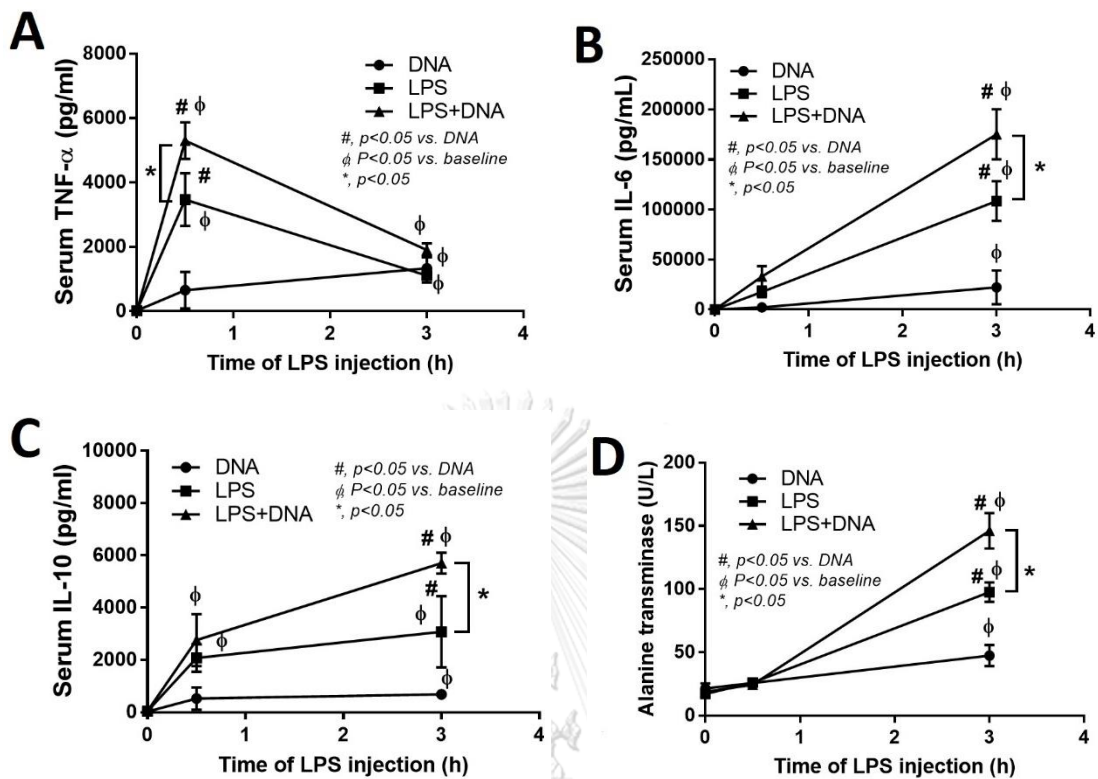 A
8000
6000
4000
2000
0
Serum TNF-α (pg/ml)
DNA
LPS
LPS+DNA
#, p<0.05 vs. DNA
ϕ P<0.05 vs. baseline
*, p<0.05
# ϕ
*
#
ϕ
ϕ
ϕ
ϕ
0 1 2 3 4
Time of LPS injection (h)
B
250000
200000
150000
100000
50000
0
Serum IL-6 (pg/mL)
DNA
LPS
LPS+DNA
#, p<0.05 vs. DNA
ϕ P<0.05 vs. baseline
*, p<0.05
# ϕ
*
# ϕ
ϕ
0 1 2 3 4
Time of LPS injection (h)
C
10000
8000
6000
4000
2000
0
Serum IL-10 (pg/ml)
DNA
LPS
LPS+DNA
#, p<0.05 vs. DNA
ϕ P<0.05 vs. baseline
*, p<0.05
# ϕ
ϕ
#
*
ϕ
ϕ
ϕ
0 1 2 3 4
Time of LPS injection (h)
D
200
150
100
50
0
Alanine transminase (U/L)
DNA
LPS
LPS+DNA
#, p<0.05 vs. DNA
ϕ P<0.05 vs. baseline
*, p<0.05
# ϕ
*
# ϕ
ϕ
0 1 2 3 4
Time of LPS injection (h)